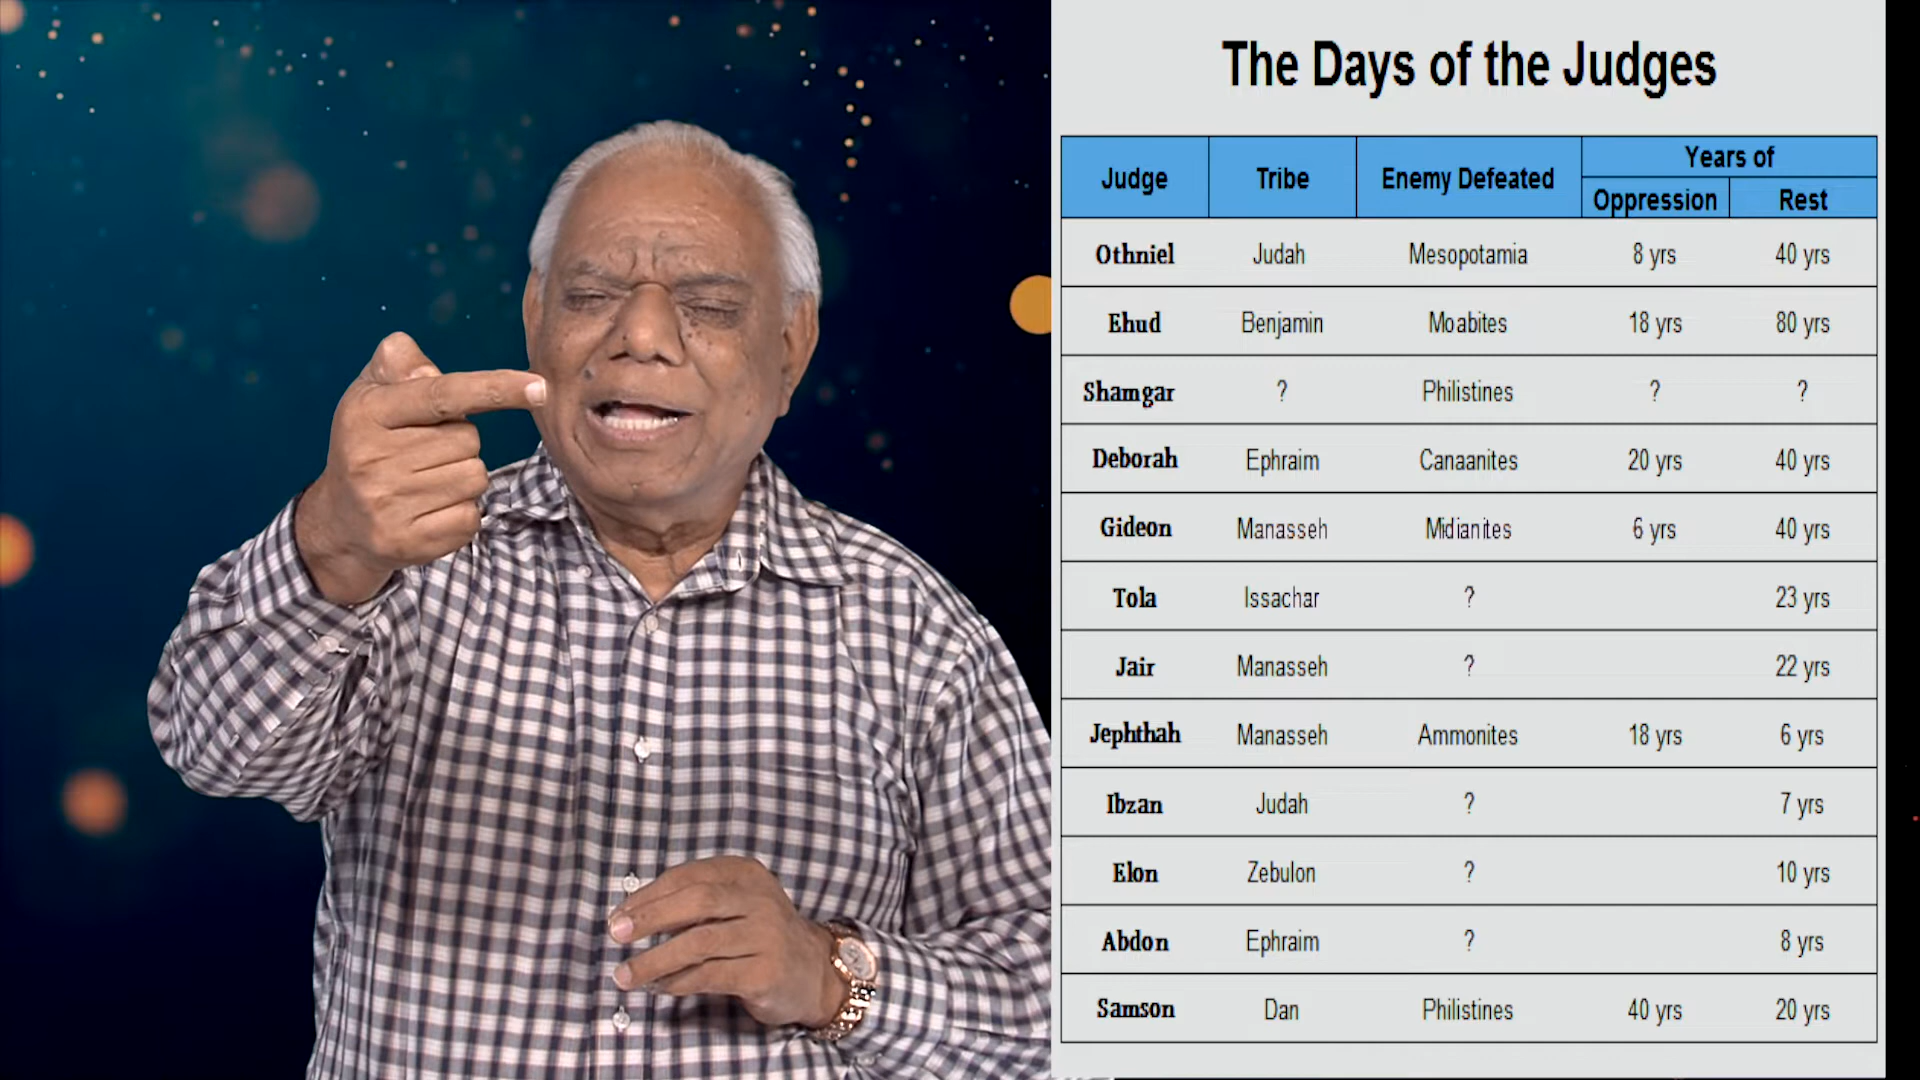 The Days of the Judges
Judge Tribe Enemy Defeated Years of
Oppression Rest
Othniel Judah Mesopotamia 8 yrs 40 yrs
Ehud Benjamin Moabites 18 yrs 80 yrs
Shamgar ? Philistines ? ?
Deborah Ephraim Canaanites 20 yrs 40 yrs
Gideon Manasseh Midianites 6 yrs 40 yrs
Tola Issachar ? 23 yrs
Jair Manasseh ? 22 yrs
Jephthah Manasseh Ammonites 18 yrs 6 yrs
Ibzan Judah ? 7 yrs
Elon Zebulon ? 10 yrs
Abdon Ephraim ? 8 yrs
Samson Dan Philistines 40 yrs 20 yrs